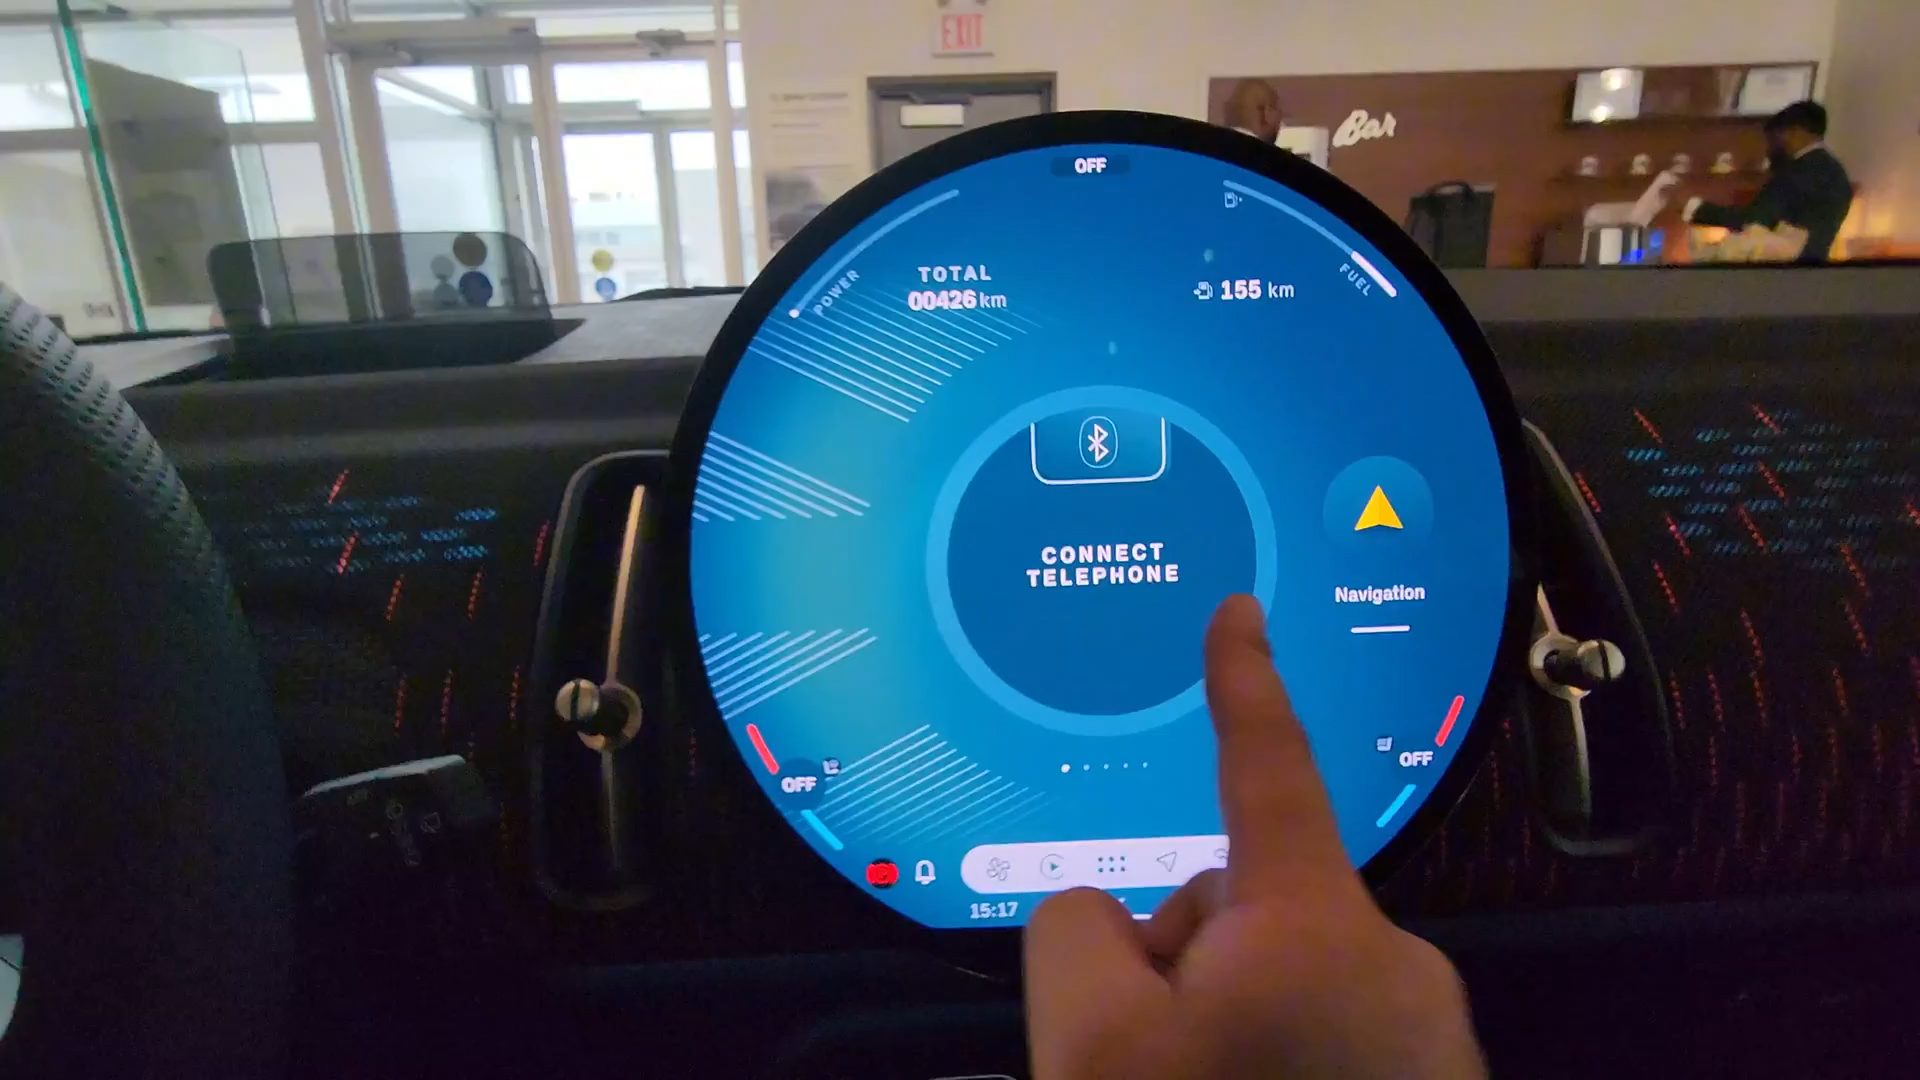 EXIT
Bar
OFF
POWER
TOTAL
00426 km
155 km
FUEL
CONNECT
TELEPHONE
Navigation
OFF
OFF
15:17